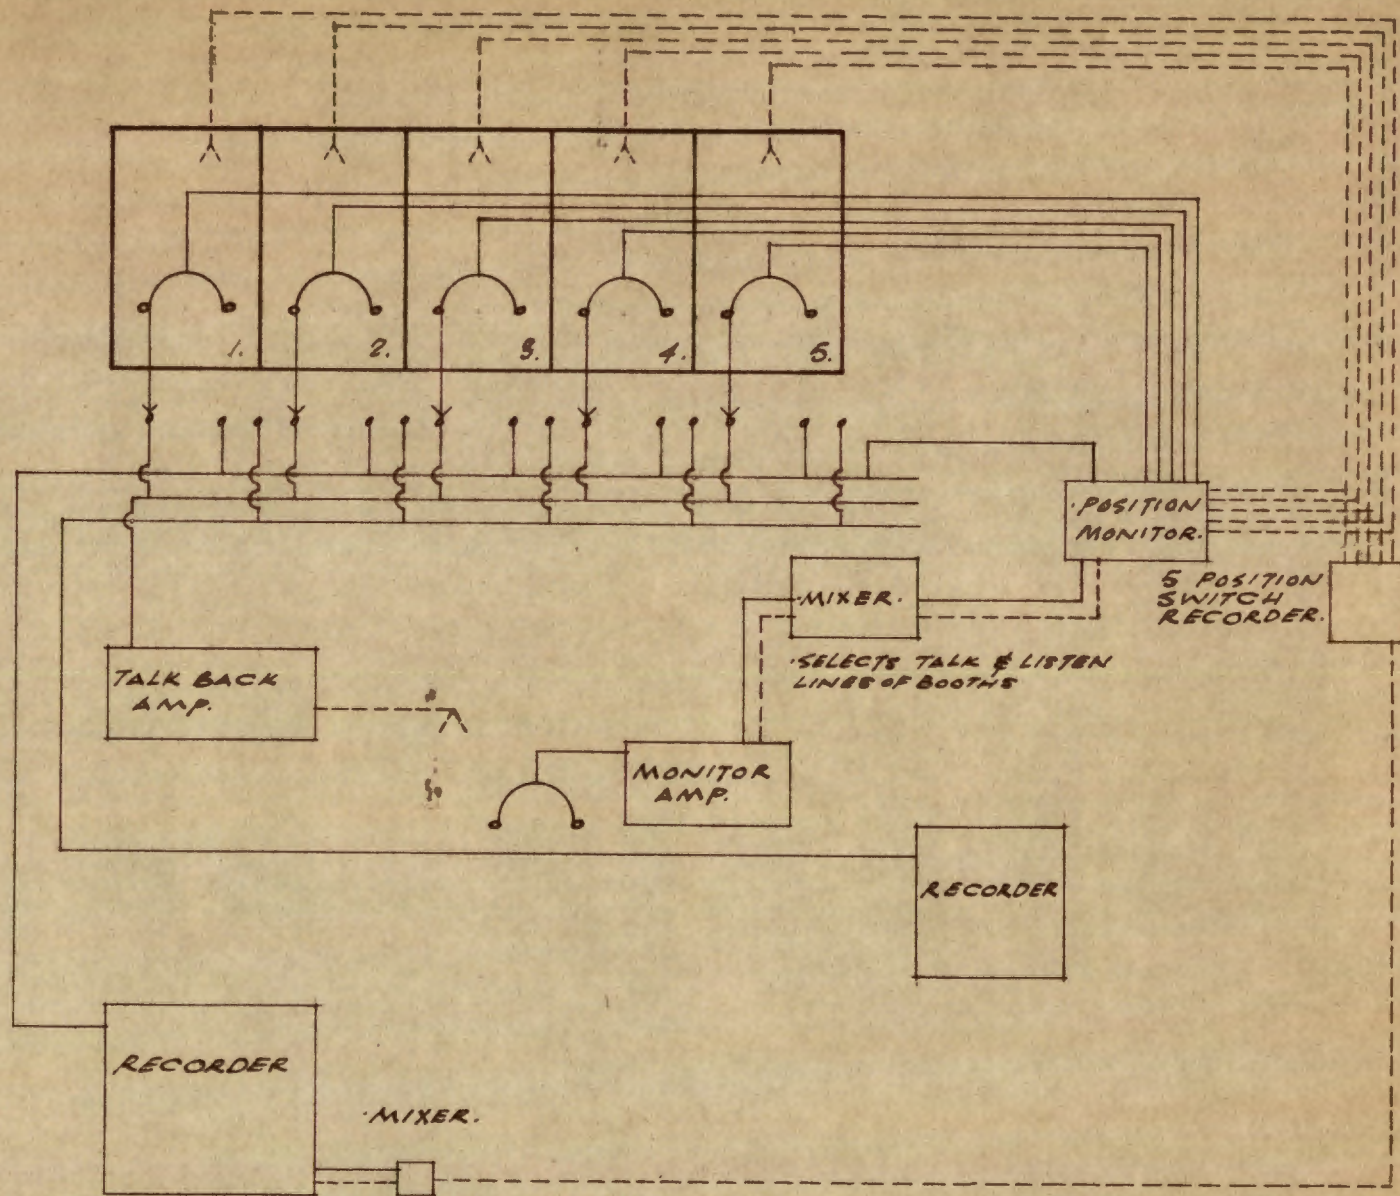 1.
2.
3.
4.
5.
·POSITION
MONITOR.
5 POSITION
SWITCH
RECORDER.
·MIXER.
·SELECTS TALK & LISTEN
LINES OF BOOTHS
TALK BACK
AMP.
MONITOR
AMP.
RECORDER
RECORDER
·MIXER.